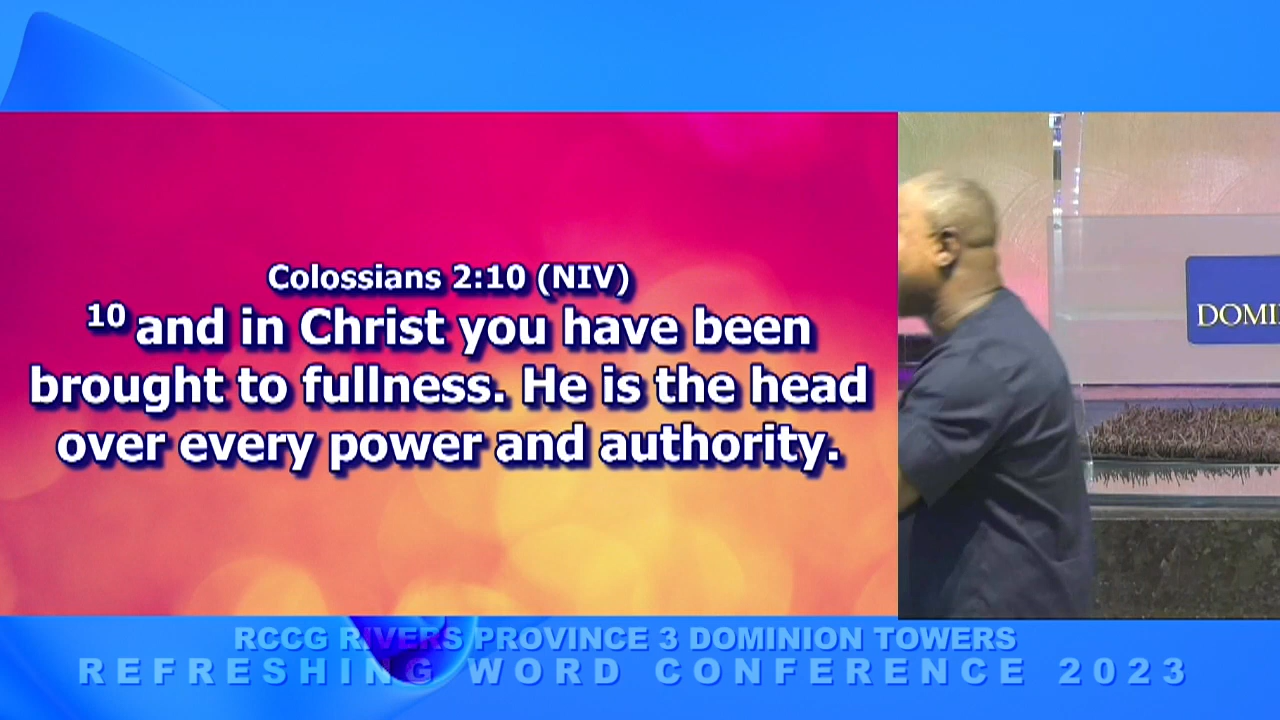 Colossians 2:10 (NIV)
10 and in Christ you have been
brought to fullness. He is the head
over every power and authority.
RCCG RIVERS PROVINCE 3 DOMINION TOWERS
REFRESHING WORD CONFERENCE 2023